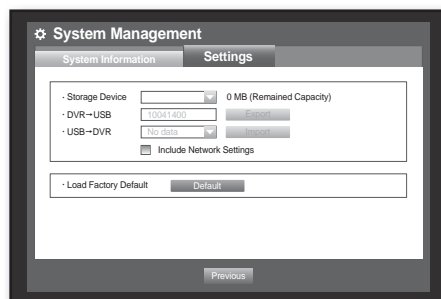 System Management
System Information Settings
· Storage Device 0 MB (Remained Capacity)
· DVR→USB 10041400 Export
· USB→DVR No data Import
Include Network Settings
· Load Factory Default Default
Previous